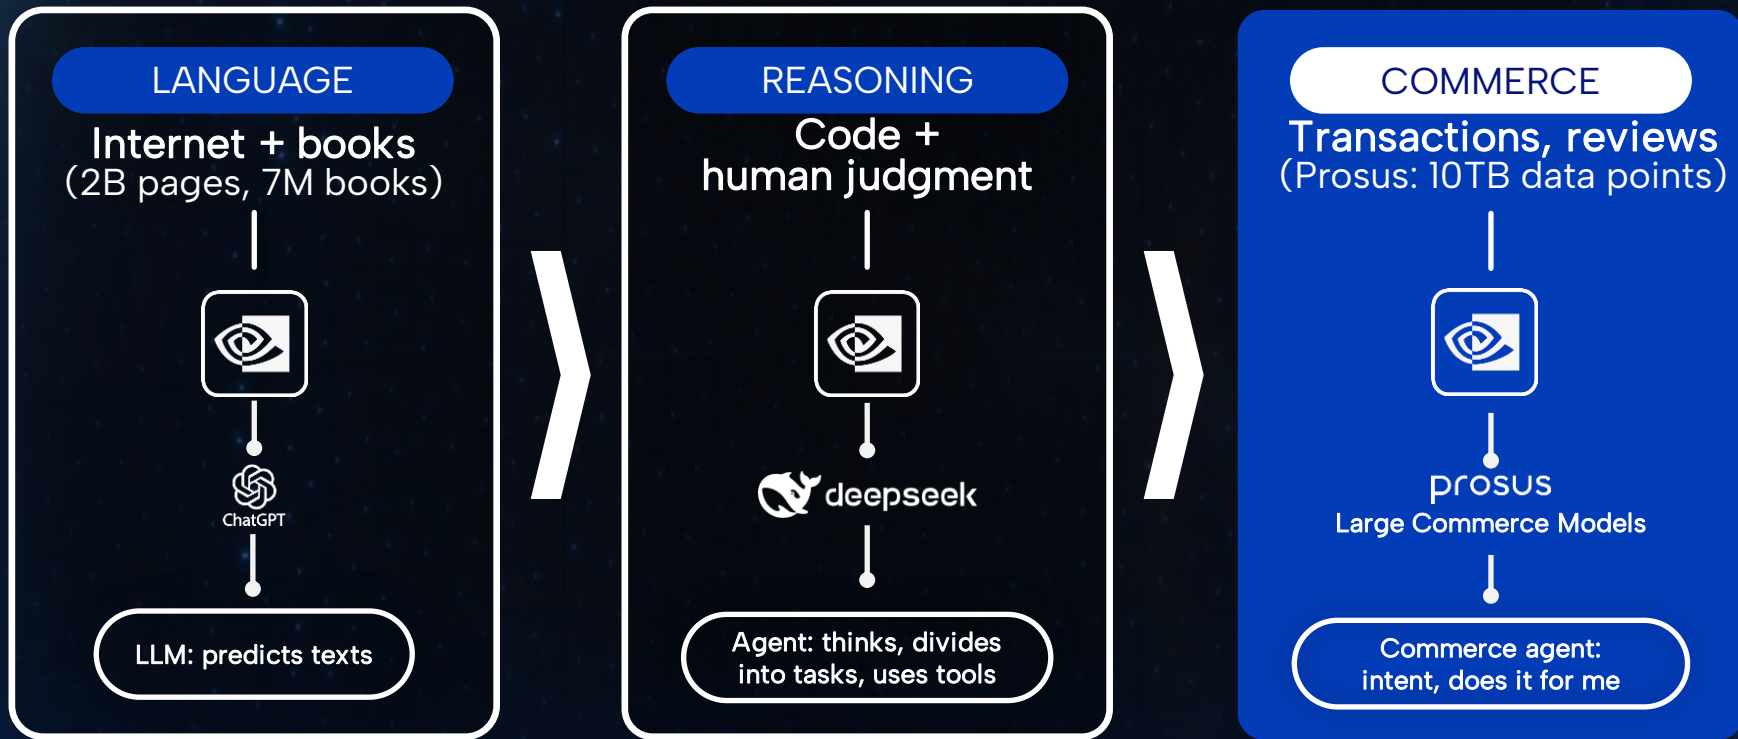 LANGUAGE
Internet + books
(2B pages, 7M books)
ChatGPT
LLM: predicts texts
REASONING
Code +
human judgment
deepseek
Agent: thinks, divides
into tasks, uses tools
COMMERCE
Transactions, reviews
(Prosus: 10TB data points)
prosus
Large Commerce Models
Commerce agent:
intent, does it for me